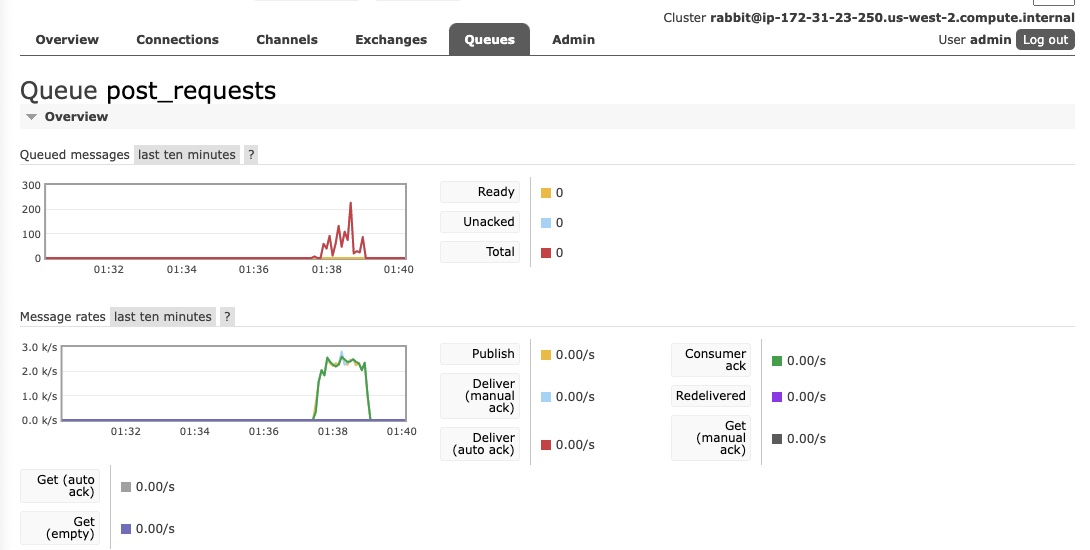 Cluster rabbit@ip-172-31-23-250.us-west-2.compute.internal
Overview Connections Channels Exchanges Queues Admin User admin Log out
Queue post_requests
Overview
Queued messages last ten minutes ?
300
200
100
0
01:32 01:34 01:36 01:38 01:40
Ready 0
Unacked 0
Total 0
Message rates last ten minutes ?
3.0 k/s
2.0 k/s
1.0 k/s
0.0 k/s
01:32 01:34 01:36 01:38 01:40
Publish 0.00/s
Deliver
(manual 0.00/s
ack)
Deliver
(auto ack) 0.00/s
Consumer
ack 0.00/s
Redelivered 0.00/s
Get
(manual 0.00/s
ack)
Get (auto
ack) 0.00/s
Get
(empty) 0.00/s